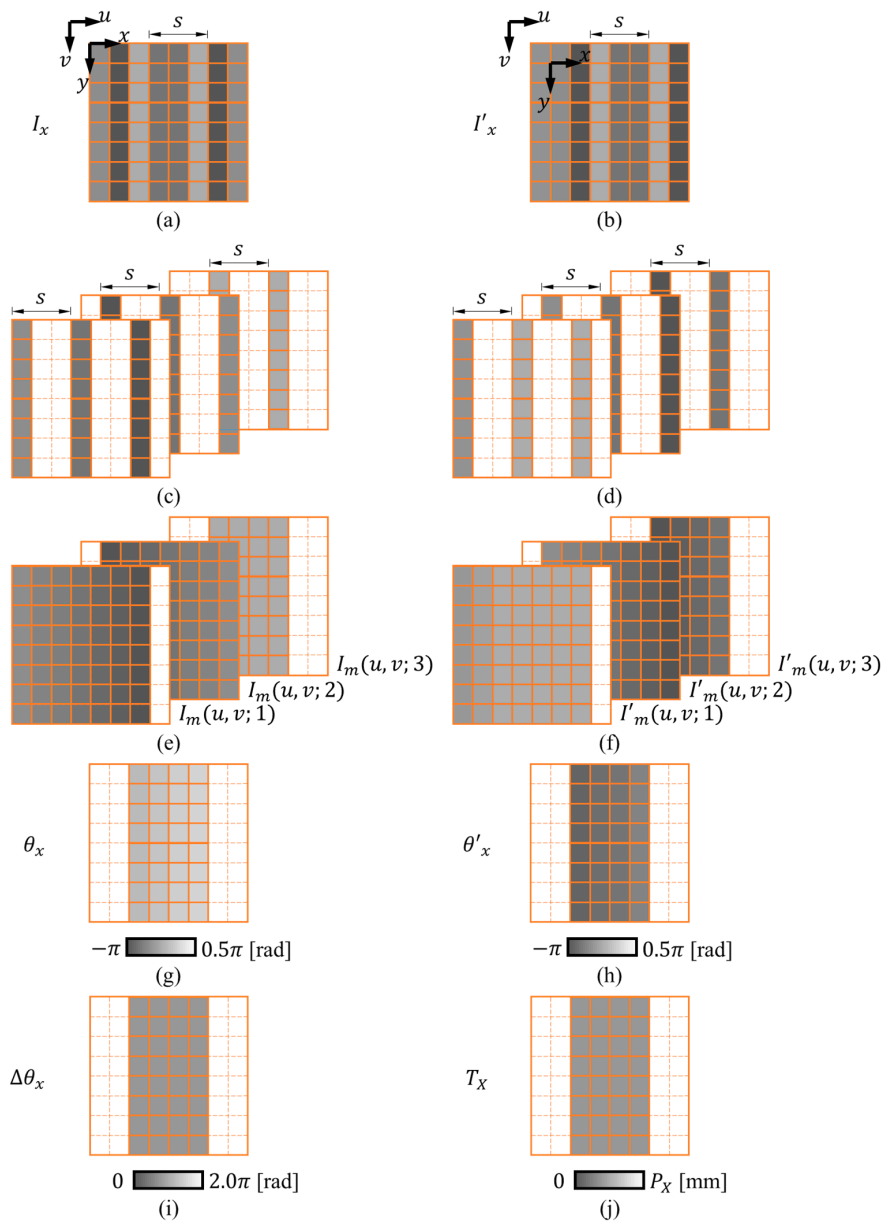 u s u s
v x v x
y y
I_x I'_x
(a) (b)
s s
s s
s s
(c) (d)
I_m(u, v; 3) I'_m(u, v; 3)
I_m(u, v; 2) I'_m(u, v; 2)
I_m(u, v; 1) I'_m(u, v; 1)
(e) (f)
θ_x θ'_x
−π 0.5π [rad] −π 0.5π [rad]
(g) (h)
Δθ_x T_X
0 2.0π [rad] 0 P_X [mm]
(i) (j)